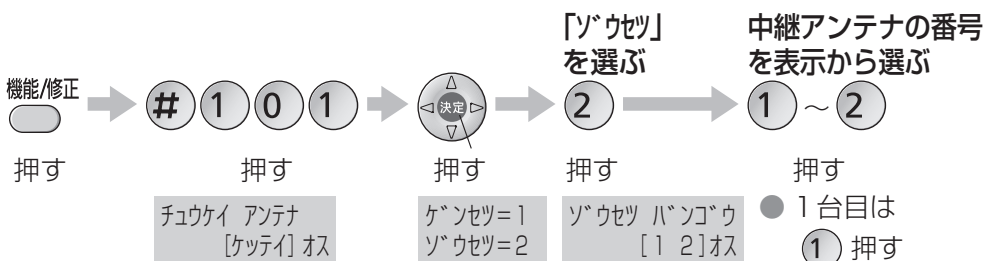 「ゾウセツ」
を選ぶ
中継アンテナの番号
を表示から選ぶ
機能/修正
# 1 0 1
決定
2
1 ~ 2
押す
押す
押す
押す
押す
チュウケイ アンテナ
[ケッテイ] オス
ゲンセツ=1
ゾウセツ=2
ゾウセツ バンゴウ
[1 2]オス
● 1台目は
1 押す